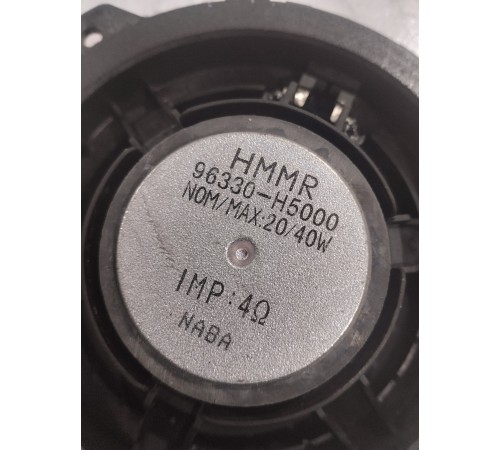 HMMR
96330-H5000
NOM/MAX:20/40W
IMP:4Ω
NABA